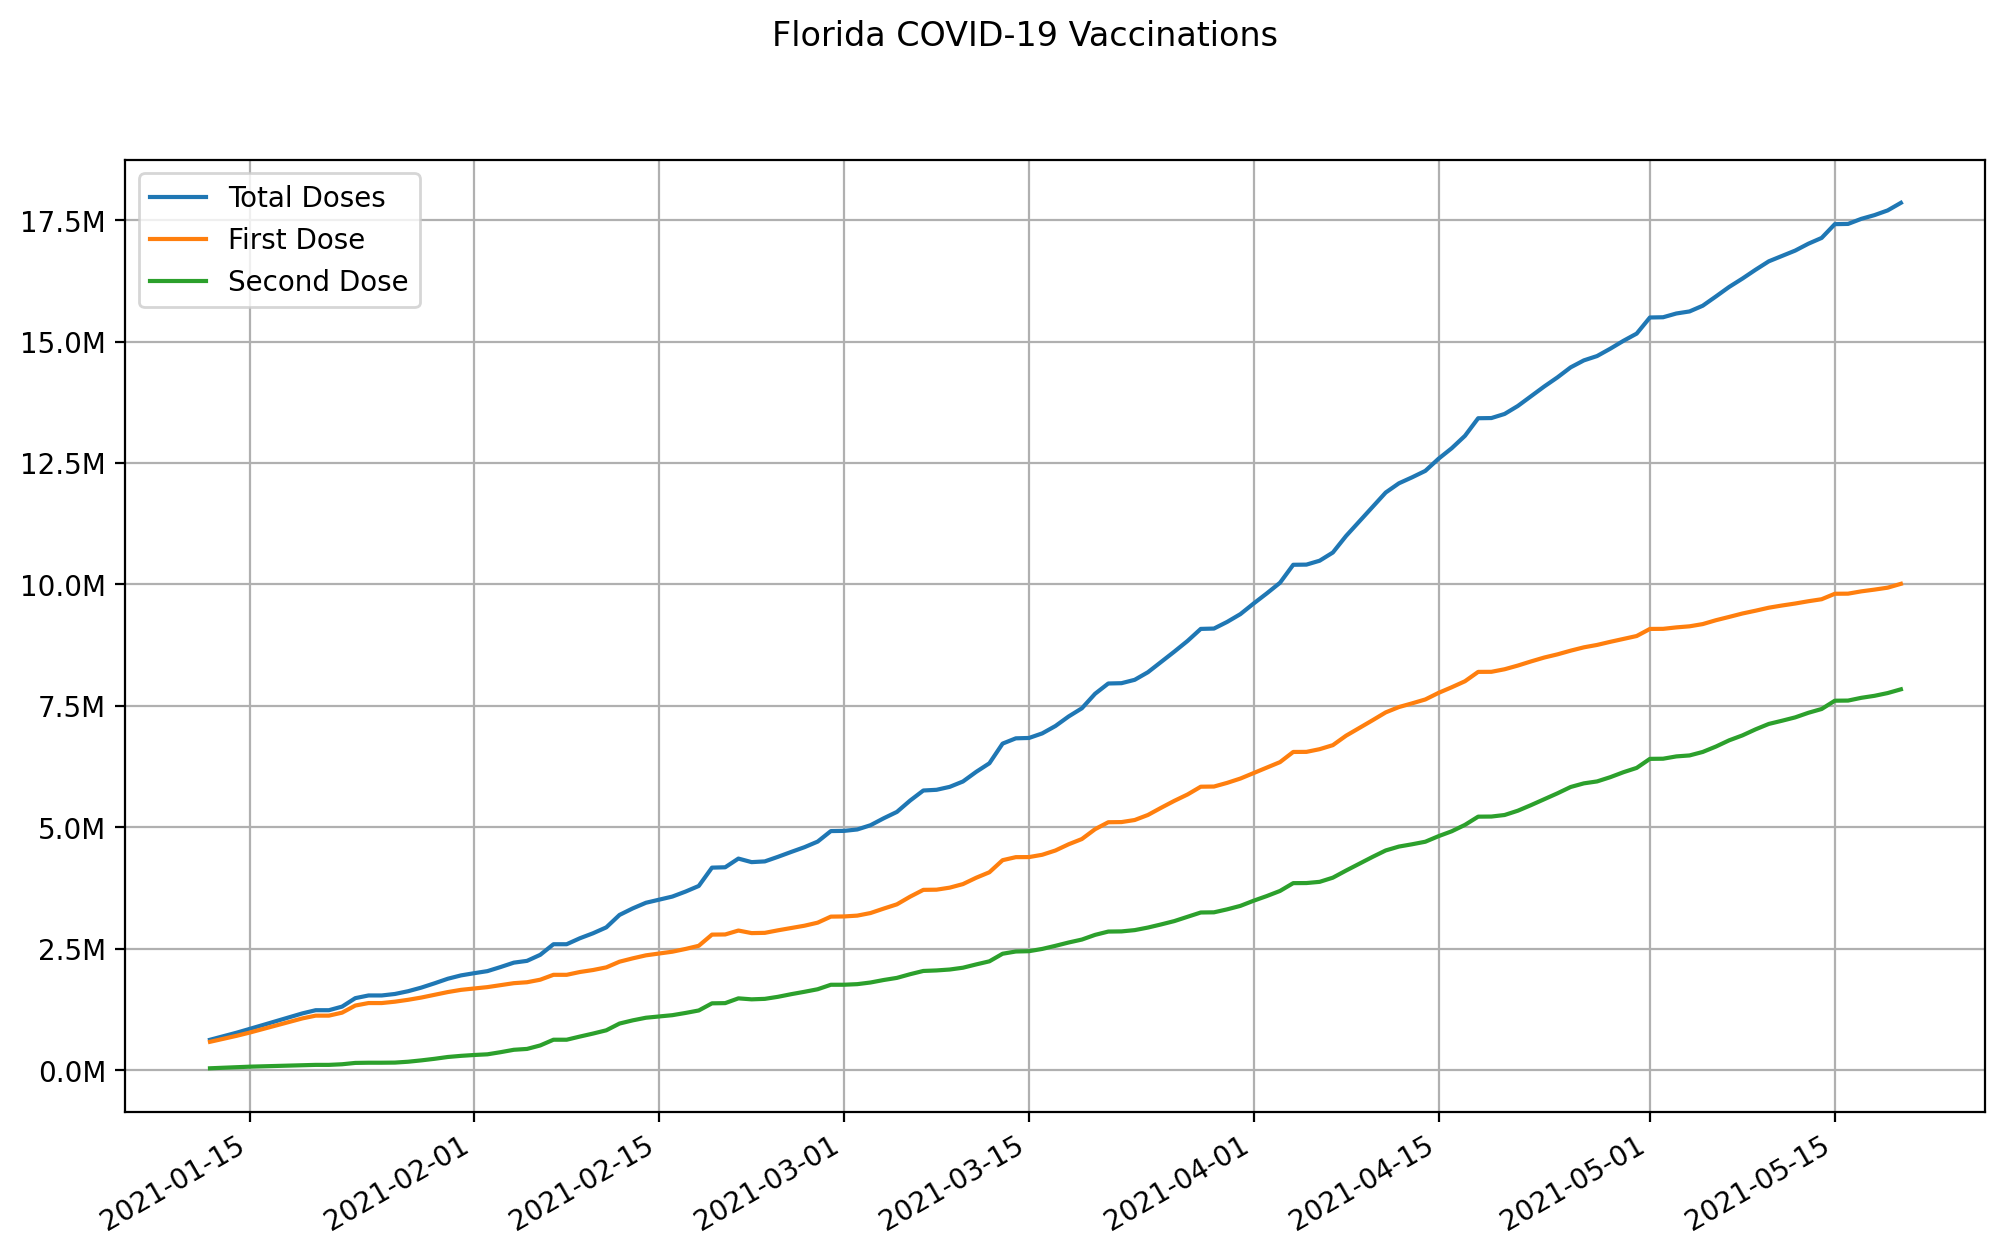 Florida COVID-19 Vaccinations
Total Doses
First Dose
Second Dose
17.5M
15.0M
12.5M
10.0M
7.5M
5.0M
2.5M
0.0M
2021-01-15
2021-02-01
2021-02-15
2021-03-01
2021-03-15
2021-04-01
2021-04-15
2021-05-01
2021-05-15